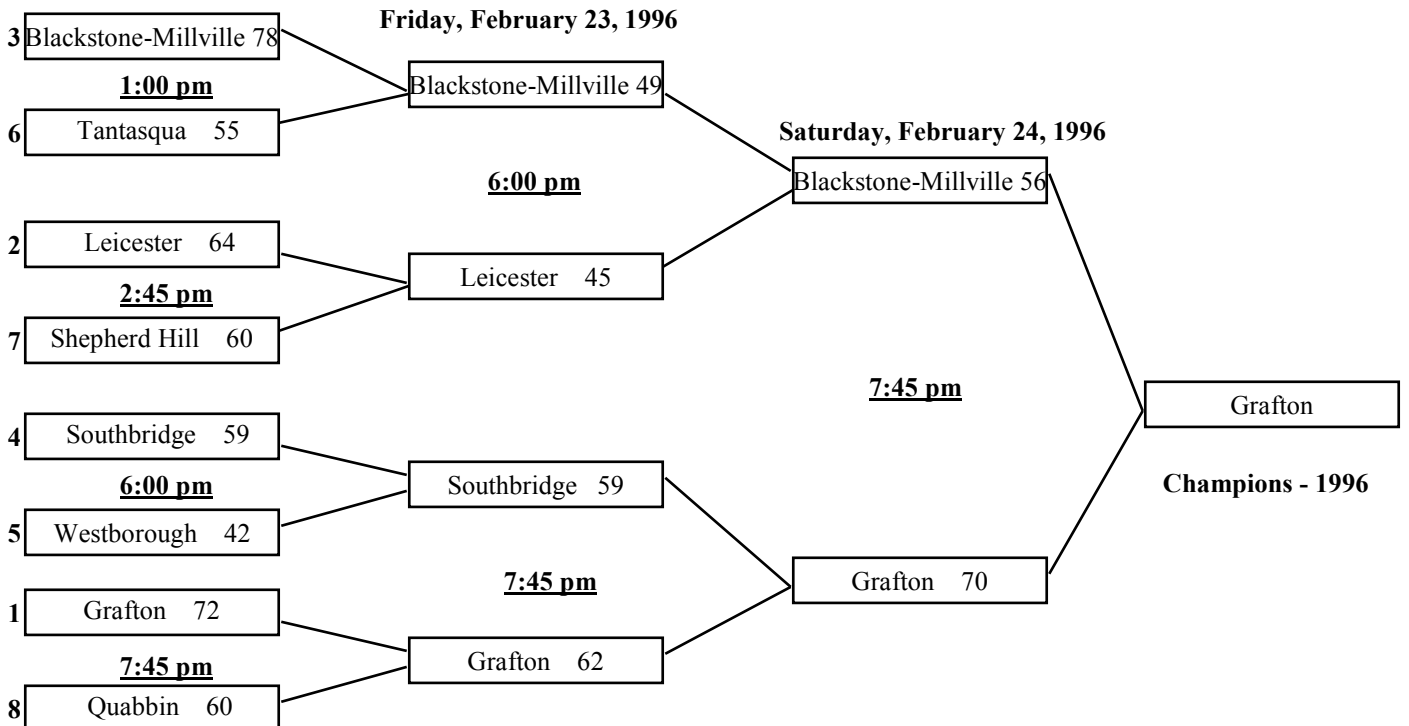 Friday, February 23, 1996
3 Blackstone-Millville 78
1:00 pm
6 Tantasqua 55
2 Leicester 64
2:45 pm
7 Shepherd Hill 60
4 Southbridge 59
6:00 pm
5 Westborough 42
1 Grafton 72
7:45 pm
8 Quabbin 60
Blackstone-Millville 49
6:00 pm
Leicester 45
Southbridge 59
7:45 pm
Grafton 62
Saturday, February 24, 1996
Blackstone-Millville 56
7:45 pm
Grafton 70
Grafton
Champions - 1996